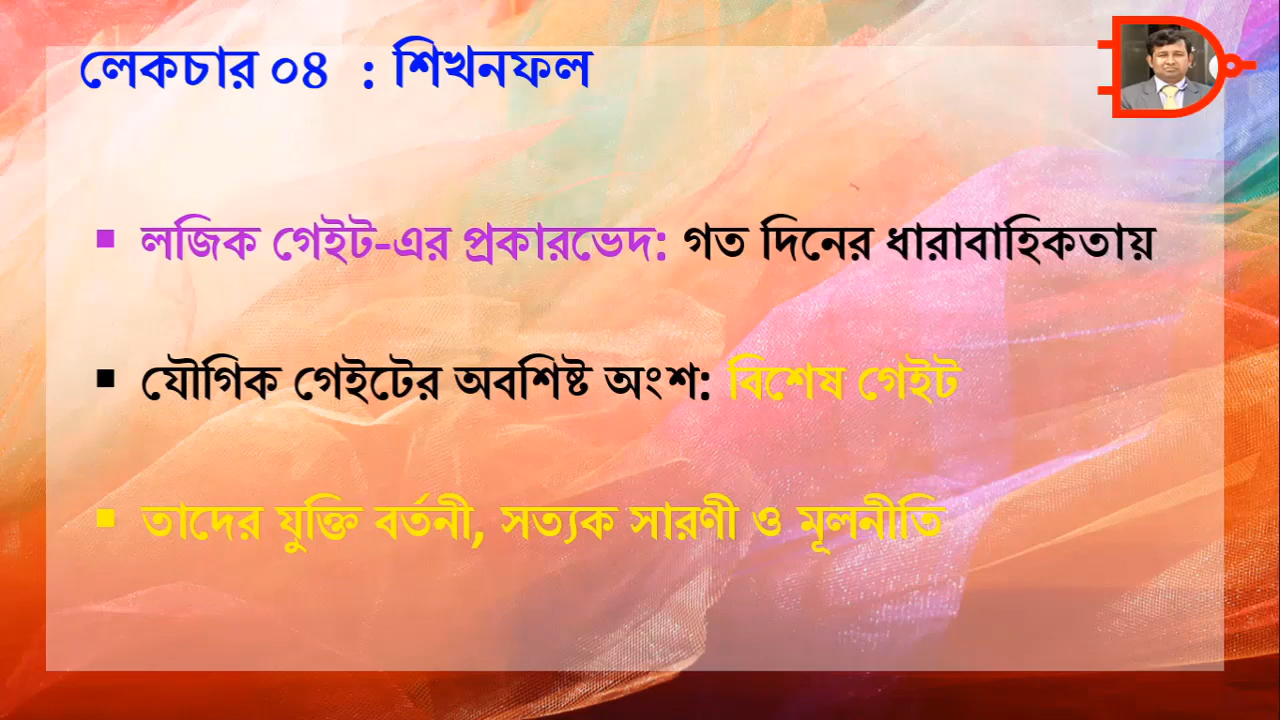 লেকচার ০৪ : শিখনফল
▪ লজিক গেইট-এর প্রকারভেদ: গত দিনের ধারাবাহিকতায়
▪ যৌগিক গেইটের অবশিষ্ট অংশ: বিশেষ গেইট
▪ তাদের যুক্তি বর্তনী, সত্যক সারণী ও মূলনীতি